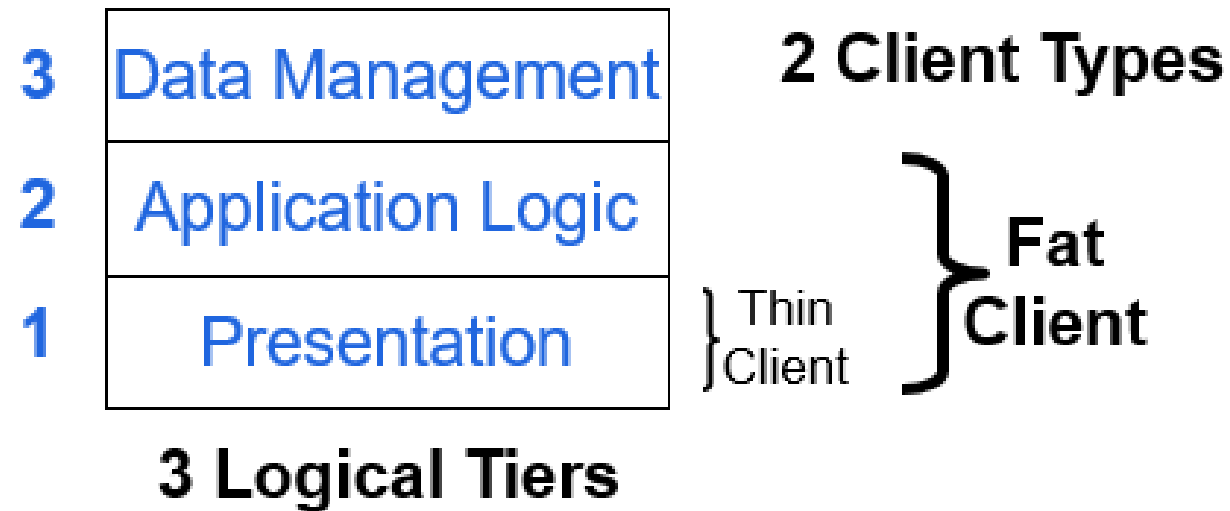 3 Data Management
2 Client Types
2 Application Logic
Fat
Client
1 Presentation
Thin
Client
3 Logical Tiers